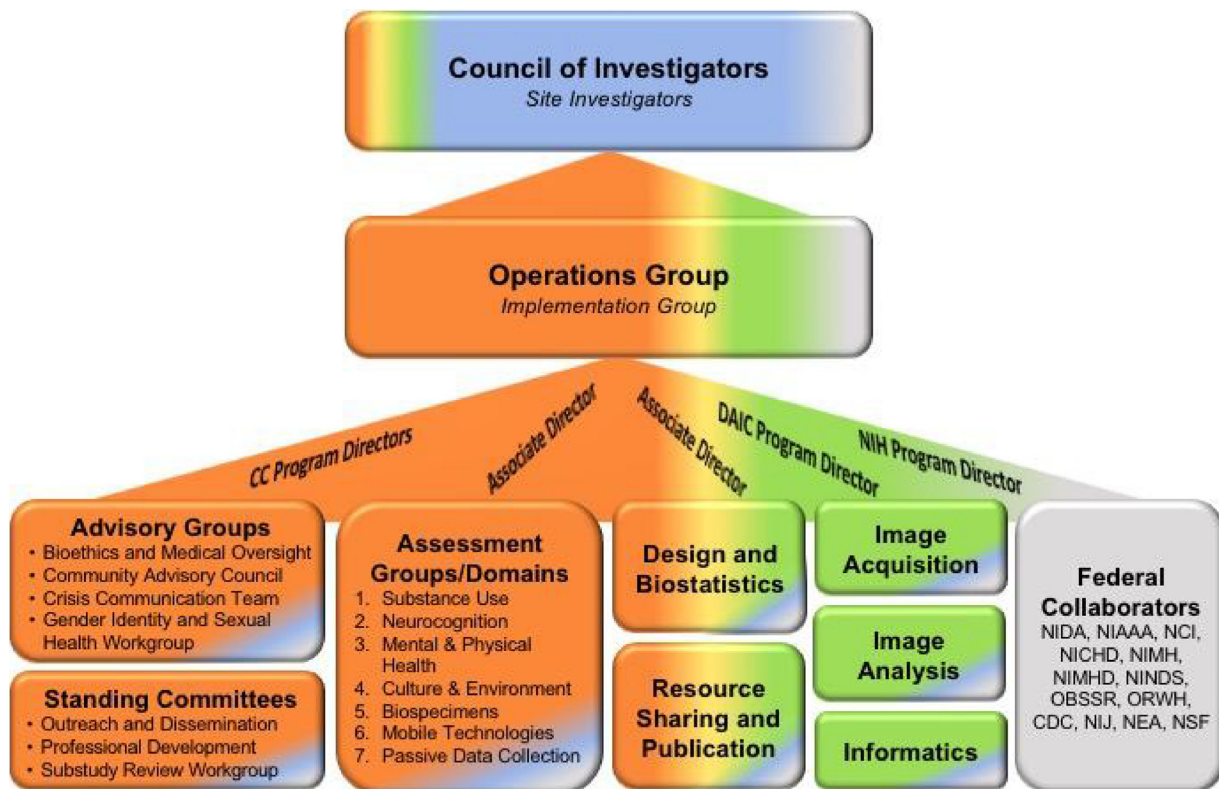 Council of Investigators
Site Investigators
Operations Group
Implementation Group
CC Program Directors
Associate Director
Associate Director
DAIC Program Director
NIH Program Director
Advisory Groups
• Bioethics and Medical Oversight
• Community Advisory Council
• Crisis Communication Team
• Gender Identity and Sexual
Health Workgroup
Standing Committees
• Outreach and Dissemination
• Professional Development
• Substudy Review Workgroup
Assessment
Groups/Domains
1. Substance Use
2. Neurocognition
3. Mental & Physical
Health
4. Culture & Environment
5. Biospecimens
6. Mobile Technologies
7. Passive Data Collection
Design and
Biostatistics
Resource
Sharing and
Publication
Image
Acquisition
Image
Analysis
Informatics
Federal
Collaborators
NIDA, NIAAA, NCI,
NICHD, NIMH,
NIMHD, NINDS,
OBSSR, ORWH,
CDC, NIJ, NEA, NSF